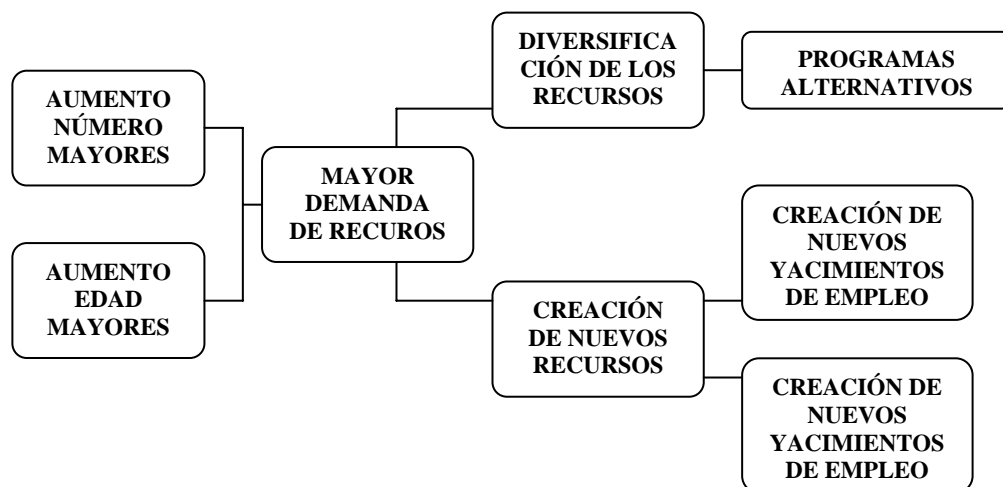 AUMENTO
NÚMERO
MAYORES
AUMENTO
EDAD
MAYORES
MAYOR
DEMANDA
DE RECUROS
DIVERSIFICA
CIÓN DE LOS
RECURSOS
PROGRAMAS
ALTERNATIVOS
CREACIÓN
DE NUEVOS
RECURSOS
CREACIÓN DE
NUEVOS
YACIMIENTOS
DE EMPLEO
CREACIÓN DE
NUEVOS
YACIMIENTOS
DE EMPLEO